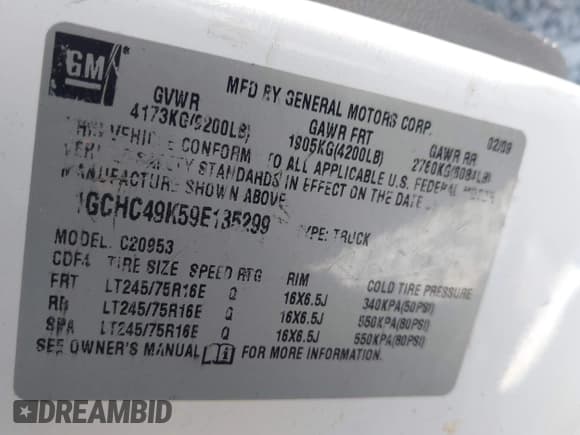 GM
MFD BY GENERAL MOTORS CORP. 02/09
GVWR GAWR FRT GAWR RR
4173KG(9200LB) 1905KG(4200LB) 2760KG(6084LB)
THIS VEHICLE CONFORM TO ALL APPLICABLE U.S. FEDERAL
SAFETY STANDARDS IN EFFECT ON THE DATE
MANUFACTURE SHOWN ABOVE.
1GCHC49K59E135299 TYPE: TRUCK
MODEL: C20953
TIRE SIZE SPEED RTG RIM COLD TIRE PRESSURE
FRT LT245/75R16E Q 16X6.5J 340KPA(50PSI)
RR LT245/75R16E Q 16X6.5J 550KPA(80PSI)
SPA LT245/75R16E Q 16X6.5J 550KPA(80PSI)
SEE OWNER'S MANUAL FOR MORE INFORMATION.
DREAMBID